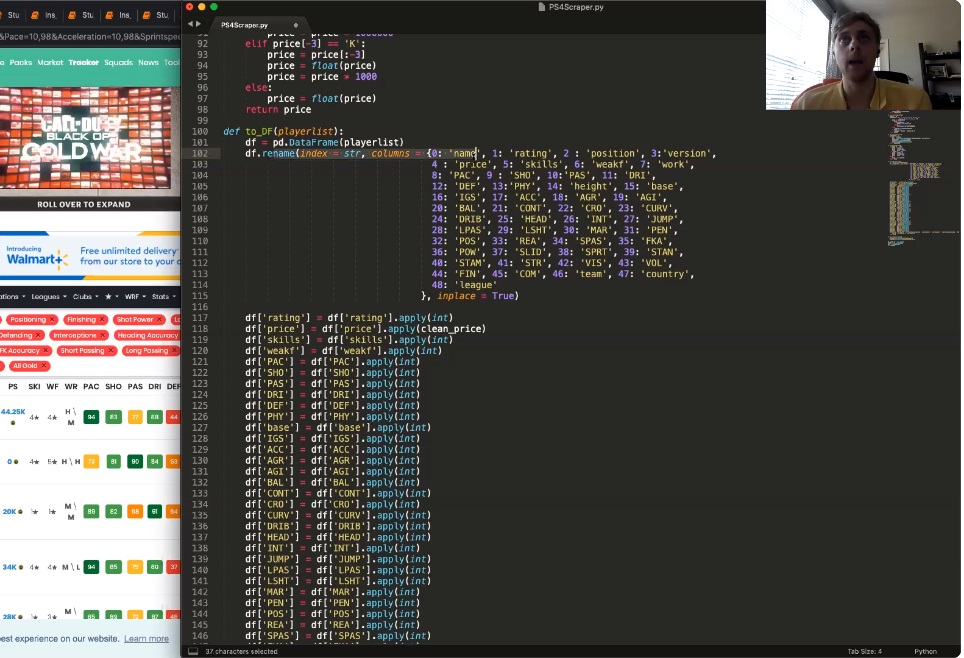 Stu
Ins_
Stu
Ins_
Stu
PS4Scraper.py
&Pace=10,98&Acceleration=10,98&Sprintspee
PS4Scraper.py
Packs Market Tracker Squads News Tool
CALL OF DUTY
BLACK OPS
COLD WAR
ROLL OVER TO EXPAND
Introducing
Walmart+
Free unlimited delivery
from our store to your
Leagues Clubs ★ WRF Stats
Positioning × Finishing × Shot Power ×
Defending × Interceptions × Heading Accuracy
FK Accuracy × Short Passing × Long Passing ×
All Gold ×
PS SKI WF WR PAC SHO PAS DRI DEF
44.25K 4★ 4★ H \ M 94 83 77 88 44
0 4★ 5★ H \ H
20K
34K 4★ 4★ M \ L 94
28K
best experience on our website. Learn more
92 elif price[-3] == 'K':
93 price = price[:-3]
94 price = float(price)
95 price = price * 1000
96 else:
97 price = float(price)
98 return price
99
100 def to_DF(playerlist):
101 df = pd.DataFrame(playerlist)
102 df.rename(index = str, columns = {0: 'name', 1: 'rating', 2 : 'position', 3:'version',
103 4 : 'price', 5: 'skills', 6: 'weakf', 7: 'work',
104 8: 'PAC', 9 : 'SHO', 10:'PAS', 11: 'DRI',
105 12: 'DEF', 13:'PHY', 14: 'height', 15: 'base',
106 16: 'IGS', 17: 'ACC', 18: 'AGR', 19: 'AGI',
107 20: 'BAL', 21: 'CONT', 22: 'CRO', 23: 'CURV',
108 24: 'DRIB', 25: 'HEAD', 26: 'INT', 27: 'JUMP',
109 28: 'LPAS', 29: 'LSHT', 30: 'MAR', 31: 'PEN',
110 32: 'POS', 33: 'REA', 34: 'SPAS', 35: 'FKA',
111 36: 'POW', 37: 'SLID', 38: 'SPRT', 39: 'STAN',
112 40: 'STAM', 41: 'STR', 42: 'VIS', 43: 'VOL',
113 44: 'FIN', 45: 'COM', 46: 'team', 47: 'country',
114 48: 'league'
115 }, inplace = True)
116
117 df['rating'] = df['rating'].apply(int)
118 df['price'] = df['price'].apply(clean_price)
119 df['skills'] = df['skills'].apply(int)
120 df['weakf'] = df['weakf'].apply(int)
121 df['PAC'] = df['PAC'].apply(int)
122 df['SHO'] = df['SHO'].apply(int)
123 df['PAS'] = df['PAS'].apply(int)
124 df['DRI'] = df['DRI'].apply(int)
125 df['DEF'] = df['DEF'].apply(int)
126 df['PHY'] = df['PHY'].apply(int)
127 df['base'] = df['base'].apply(int)
128 df['IGS'] = df['IGS'].apply(int)
129 df['ACC'] = df['ACC'].apply(int)
130 df['AGR'] = df['AGR'].apply(int)
131 df['AGI'] = df['AGI'].apply(int)
132 df['BAL'] = df['BAL'].apply(int)
133 df['CONT'] = df['CONT'].apply(int)
134 df['CRO'] = df['CRO'].apply(int)
135 df['CURV'] = df['CURV'].apply(int)
136 df['DRIB'] = df['DRIB'].apply(int)
137 df['HEAD'] = df['HEAD'].apply(int)
138 df['INT'] = df['INT'].apply(int)
139 df['JUMP'] = df['JUMP'].apply(int)
140 df['LPAS'] = df['LPAS'].apply(int)
141 df['LSHT'] = df['LSHT'].apply(int)
142 df['MAR'] = df['MAR'].apply(int)
143 df['PEN'] = df['PEN'].apply(int)
144 df['POS'] = df['POS'].apply(int)
145 df['REA'] = df['REA'].apply(int)
146 df['SPAS'] = df['SPAS'].apply(int)
37 characters selected
Tab Size: 4
Python